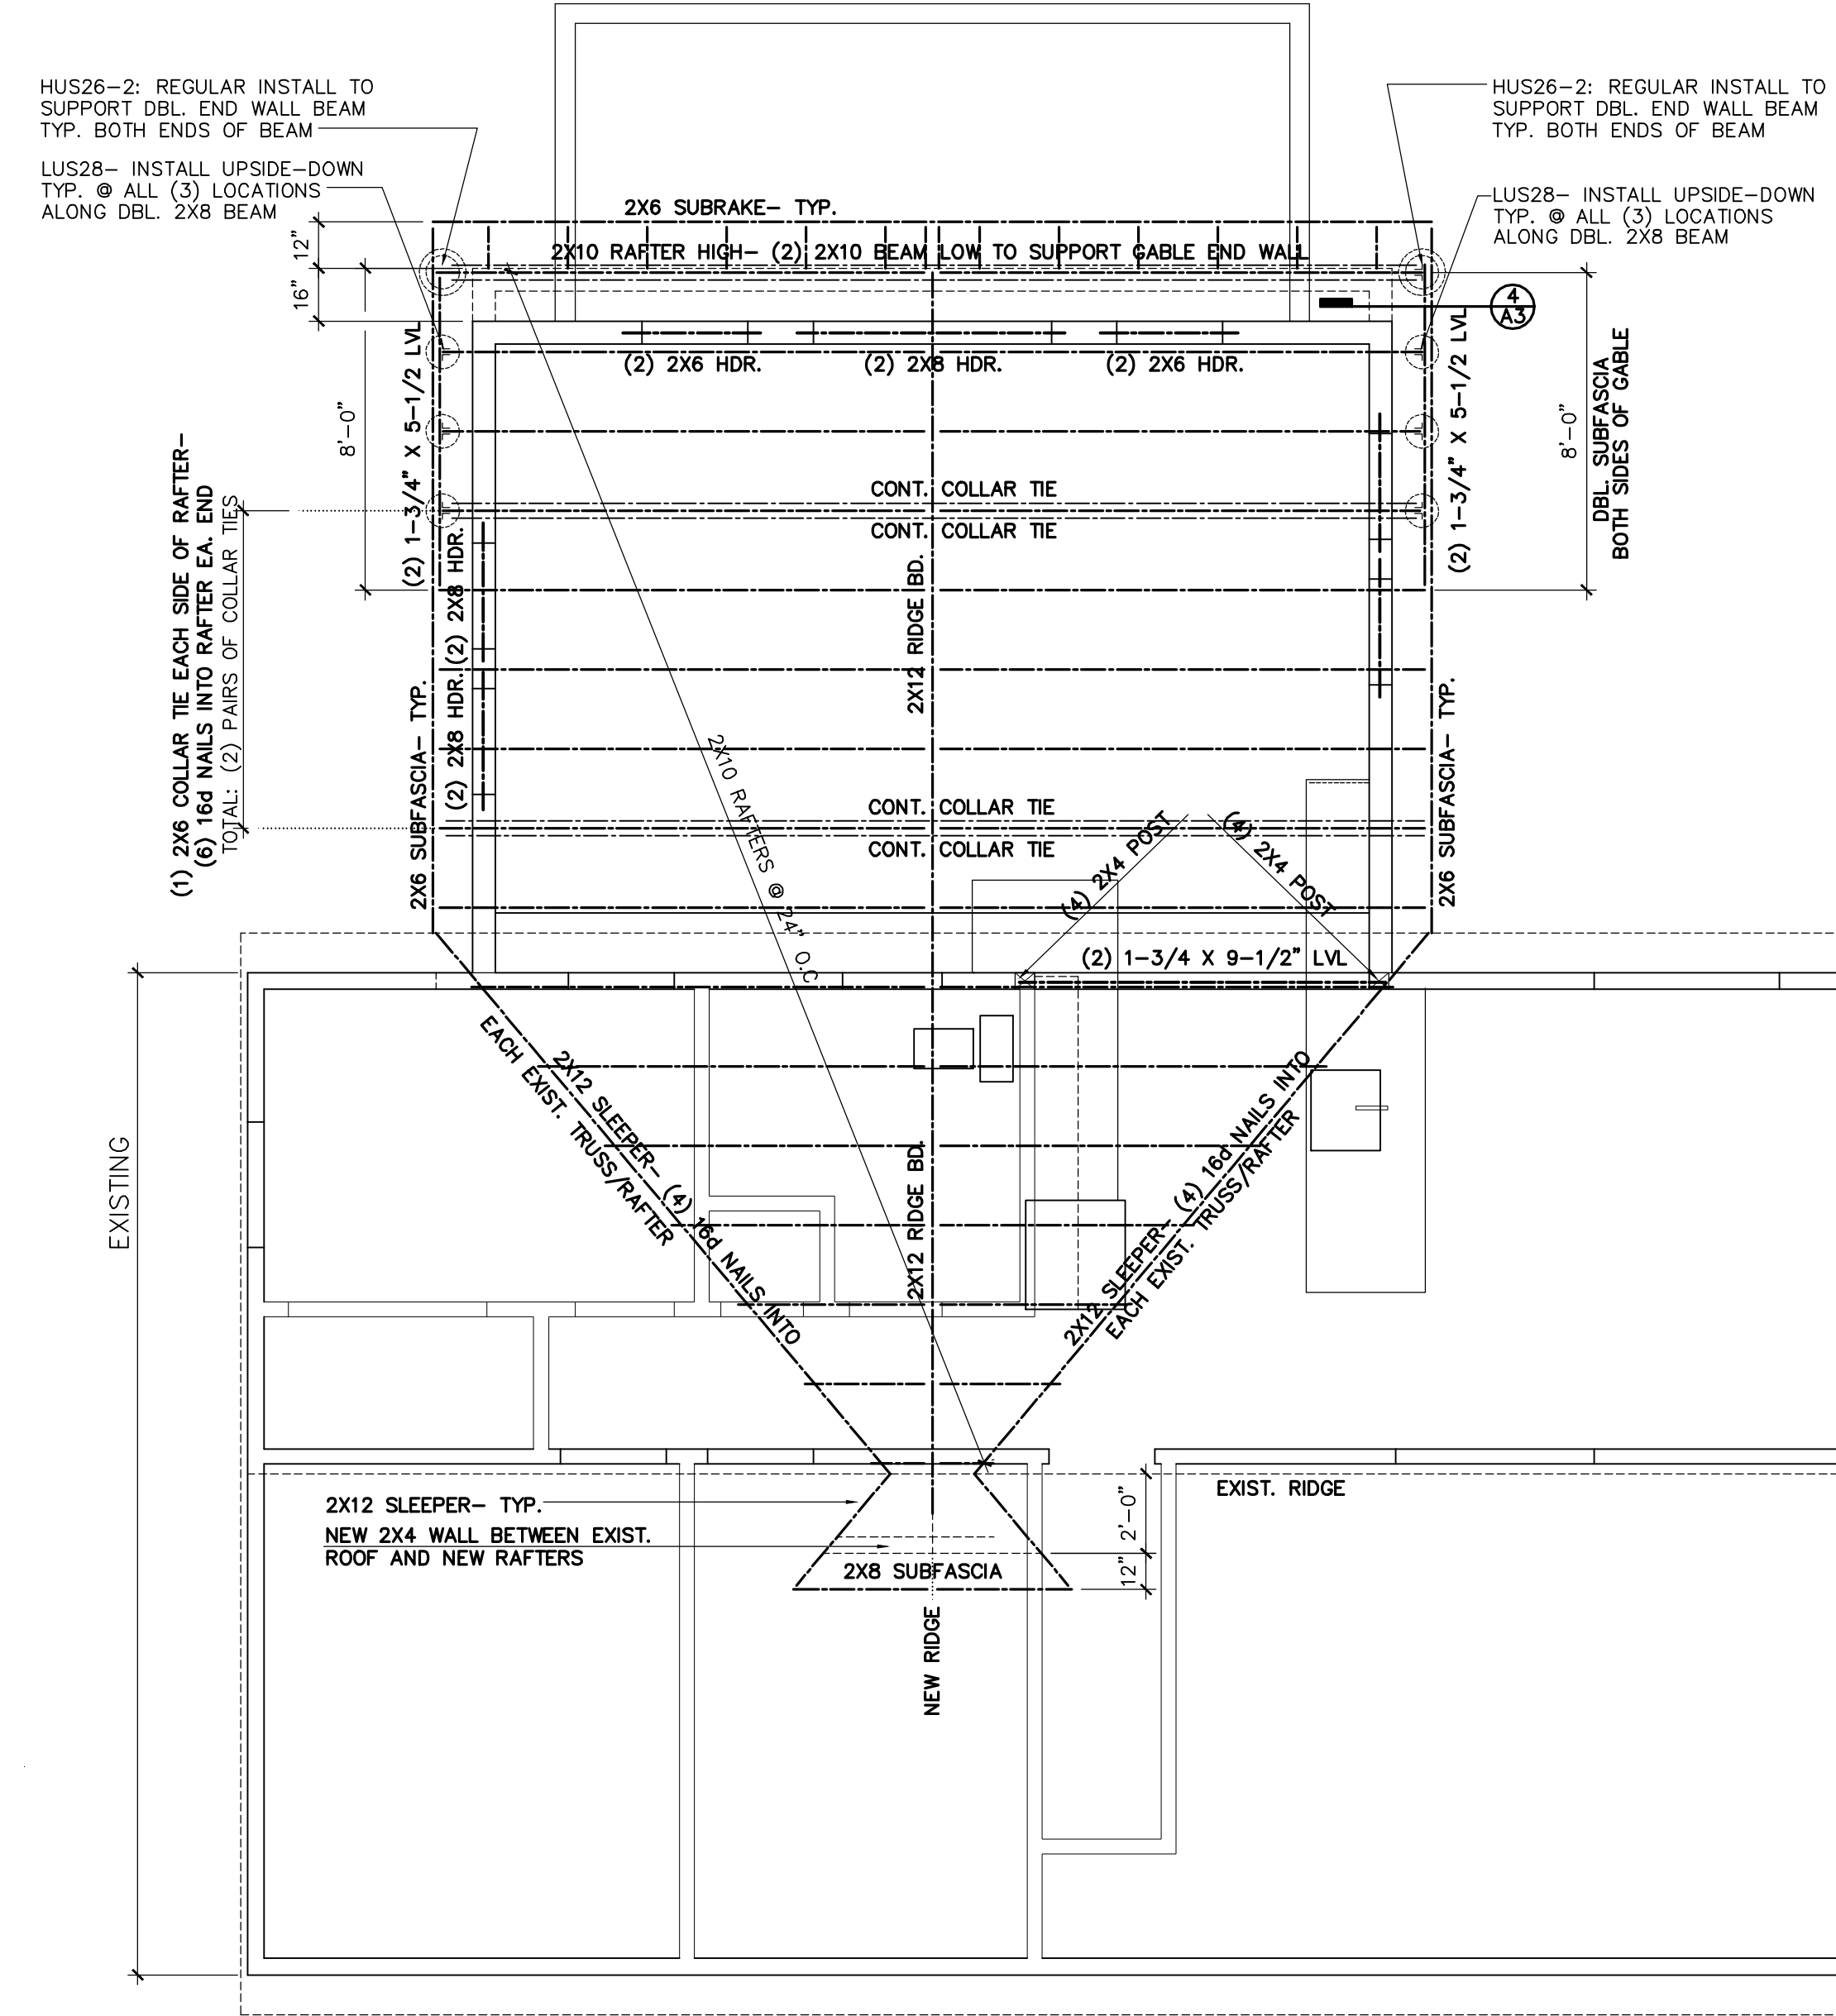 HUS26-2: REGULAR INSTALL TO
SUPPORT DBL. END WALL BEAM
TYP. BOTH ENDS OF BEAM
LUS28- INSTALL UPSIDE-DOWN
TYP. @ ALL (3) LOCATIONS
ALONG DBL. 2X8 BEAM
HUS26-2: REGULAR INSTALL TO
SUPPORT DBL. END WALL BEAM
TYP. BOTH ENDS OF BEAM
LUS28- INSTALL UPSIDE-DOWN
TYP. @ ALL (3) LOCATIONS
ALONG DBL. 2X8 BEAM
2X6 SUBRAKE- TYP.
12"
2X10 RAFTER HIGH- (2) 2X10 BEAM LOW TO SUPPORT GABLE END WALL
16"
4
A3
(2) 2X6 HDR.
(2) 2X8 HDR.
(2) 2X6 HDR.
8'-0"
(2) 1-3/4" X 5-1/2 LVL
(2) 1-3/4" X 5-1/2 LVL
8'-0"
DBL. SUBFASCIA
BOTH SIDES OF GABLE
(1) 2X6 COLLAR TIE EACH SIDE OF RAFTER-
(6) 16d NAILS INTO RAFTER EA. END
TOTAL: (2) PAIRS OF COLLAR TIES
CONT. COLLAR TIE
CONT. COLLAR TIE
(2) 2X8 HDR.
(2) 2X8 HDR.
2X12 RIDGE BD.
2X6 SUBFASCIA- TYP.
2X6 SUBFASCIA- TYP.
2X10 RAFTERS @ 24" O.C
CONT. COLLAR TIE
CONT. COLLAR TIE
(4) 2X4 POST
(4) 2X4 POST
(2) 1-3/4 X 9-1/2" LVL
EXISTING
2X12 SLEEPER- (4) 16d NAILS INTO
EACH EXIST. TRUSS/RAFTER
2X12 RIDGE BD.
2X12 SLEEPER- (4) 16d NAILS INTO
EACH EXIST. TRUSS/RAFTER
EXIST. RIDGE
2X12 SLEEPER- TYP.
NEW 2X4 WALL BETWEEN EXIST.
ROOF AND NEW RAFTERS
2'-0"
12"
2X8 SUBFASCIA
NEW RIDGE